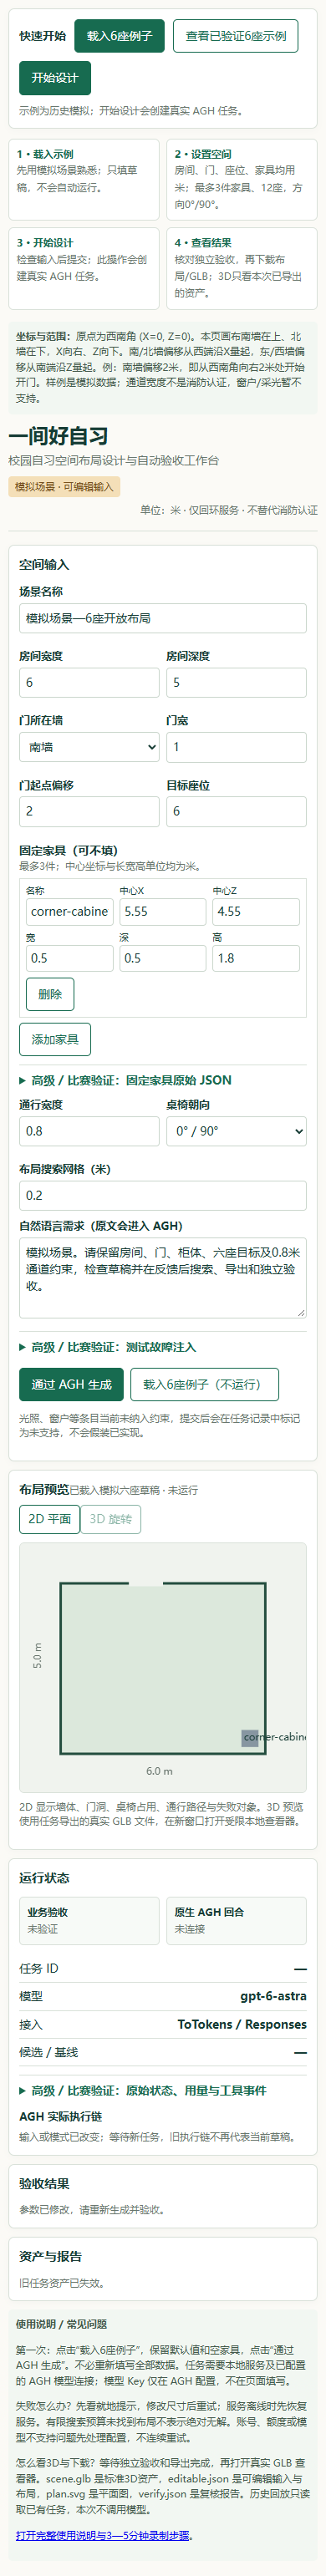 快速开始
载入6座例子
查看已验证6座示例
开始设计
示例为历史模拟；开始设计会创建真实 AGH 任务。
1 · 载入示例
先用模拟场景熟悉；只填草
稿，不会自动运行。
2 · 设置空间
房间、门、座位、家具均用
米；最多3件家具、12座，方
向0°/90°。
3 · 开始设计
检查输入后提交；此操作会创
建真实 AGH 任务。
4 · 查看结果
核对独立验收，再下载布
局/GLB；3D只看本次已导出
的资产。
坐标与范围：原点为西南角 (X=0, Z=0)。本页画布南墙在上、北
墙在下，X向右、Z向下。南/北墙偏移从西端沿X量起，东/西墙偏
移从南端沿Z量起。例：南墙偏移2米，即从西南角向右2米处开始
开门。样例是模拟数据；通道宽度不是消防认证，窗户/采光暂不
支持。
一间好自习
校园自习空间布局设计与自动验收工作台
模拟场景 · 可编辑输入
单位：米 · 仅回环服务 · 不替代消防认证
空间输入
场景名称
模拟场景—6座开放布局
房间宽度
房间深度
6
5
门所在墙
门宽
南墙
1
门起点偏移
目标座位
2
6
固定家具（可不填）
最多3件；中心坐标与长宽高单位均为米。
名称
中心X
中心Z
corner-cabine
5.55
4.55
宽
深
高
0.5
0.5
1.8
删除
添加家具
▶ 高级 / 比赛验证：固定家具原始 JSON
通行宽度
桌椅朝向
0.8
0° / 90°
布局搜索网格（米）
0.2
自然语言需求（原文会进入 AGH）
模拟场景。请保留房间、门、柜体、六座目标及0.8米
通道约束，检查草稿并在反馈后搜索、导出和独立验
收。
▶ 高级 / 比赛验证：测试故障注入
通过 AGH 生成
载入6座例子（不运行）
光照、窗户等条目当前未纳入约束，提交后会在任务记录中标记
为未支持，不会假装已实现。
布局预览
已载入模拟六座草稿 · 未运行
2D 平面
3D 旋转
5.0 m
corner-cabine
6.0 m
2D 显示墙体、门洞、桌椅占用、通行路径与失败对象。3D 预览
使用任务导出的真实 GLB 文件，在新窗口打开受限本地查看器。
运行状态
业务验收
未验证
原生 AGH 回合
未连接
任务 ID
—
模型
gpt-6-astra
接入
ToTokens / Responses
候选 / 基线
—
▶ 高级 / 比赛验证：原始状态、用量与工具事件
AGH 实际执行链
输入或模式已改变；等待新任务，旧执行链不再代表当前草稿。
验收结果
参数已修改，请重新生成并验收。
资产与报告
旧任务资产已失效。
使用说明 / 常见问题
第一次：点击“载入6座例子”，保留默认值和空家具，点击“通过
AGH 生成”。不必重新填写全部数据。任务需要本地服务及已配置
的 AGH 模型连接；模型 Key 仅在 AGH 配置，不在页面填写。
失败怎么办？先看就地提示，修改尺寸后重试；服务离线时先恢复
服务。有限搜索预算未找到布局不表示绝对无解。账号、额度或模
型不支持问题先处理配置，不连续重试。
怎么看3D与下载？等待独立验收和导出完成，再打开真实 GLB 查
看器。scene.glb 是标准3D资产，editable.json 是可编辑输入与
布局，plan.svg 是平面图，verify.json 是复核报告。历史回放只读
取已有任务，本次不调用模型。
打开完整使用说明与3—5分钟录制步骤。